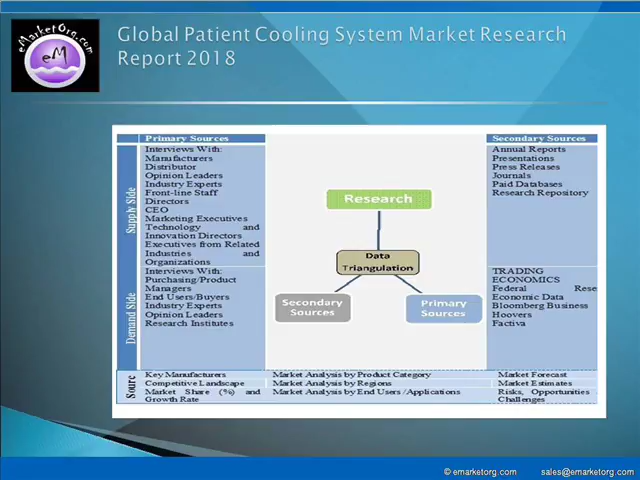 eMarketOrg.com
eM
Global Patient Cooling System Market Research
Report 2018
Primary Sources
Secondary Sources
Supply Side
Interviews With:
Manufacturers
Distributor
Opinion Leaders
Industry Experts
Front-line Staff
Directors
CEO
Marketing Executives
Technology and
Innovation Directors
Executives from Related
Industries and
Organizations
Annual Reports
Presentations
Press Releases
Journals
Paid Databases
Research Repository
Research
Data
Triangulation
Secondary
Sources
Primary
Sources
Demand Side
Interviews With:
Purchasing/Product
Managers
End Users/Buyers
Industry Experts
Opinion Leaders
Research Institutes
TRADING
ECONOMICS
Federal Rese
Economic Data
Bloomberg Business
Hoovers
Factiva
Sourc
Key Manufacturers
Competitive Landscape
Market Share (%) and
Growth Rate
Market Analysis by Product Category
Market Analysis by Regions
Market Analysis by End Users /Applications
Market Forecast
Market Estimates
Risks, Opportunities
Challenges
© emarketorg.com sales@emarketorg.com